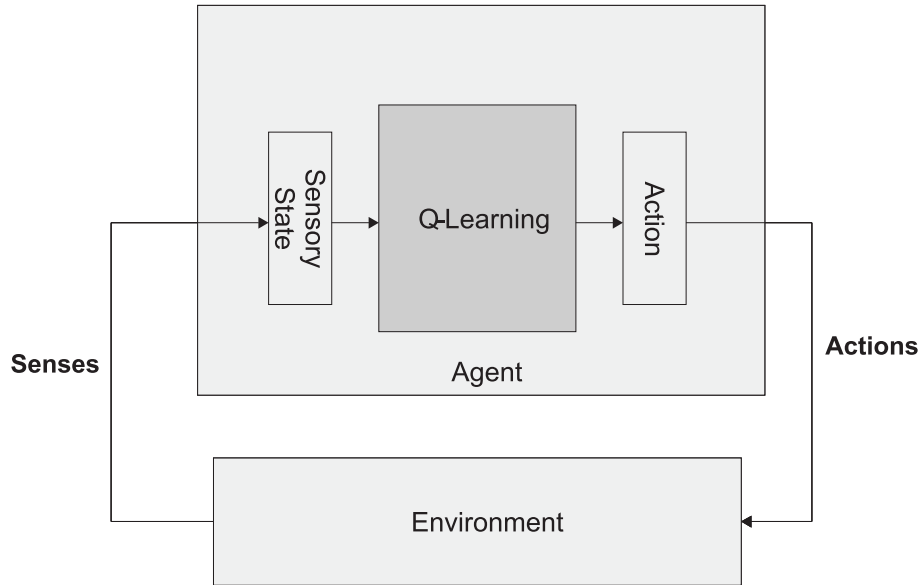 Sensory
State
Q-Learning
Action
Agent
Senses
Actions
Environment